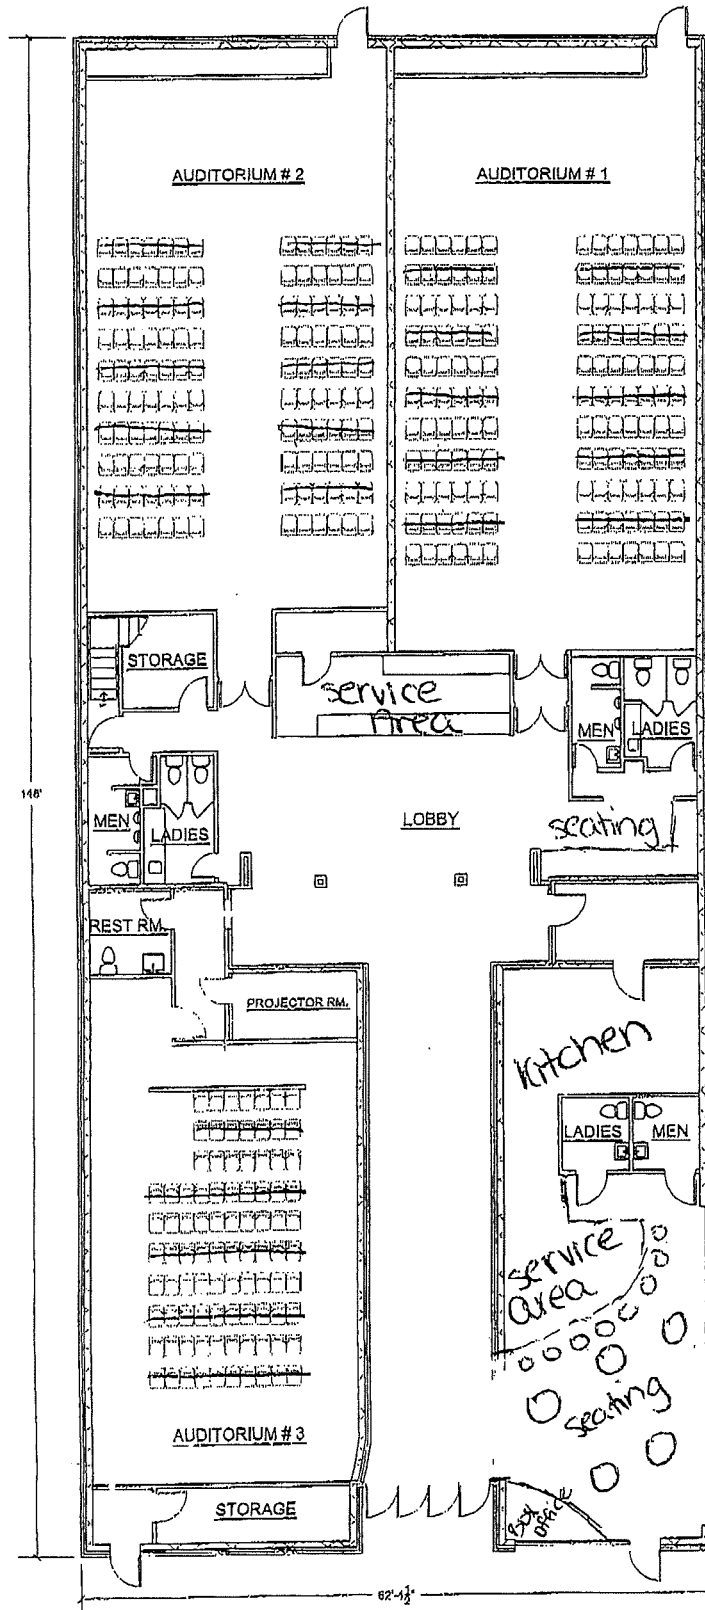 AUDITORIUM # 2
AUDITORIUM # 1
STORAGE
service
Area
MEN
LADIES
148'
MEN
LADIES
LOBBY
seating
REST RM.
PROJECTOR RM.
Kitchen
LADIES
MEN
service
area
seating
AUDITORIUM # 3
STORAGE
BOX
office
62'-1½"